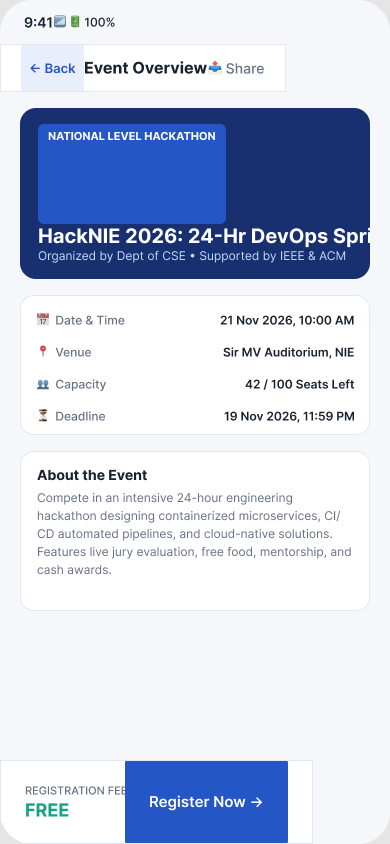 9:41 100%
← Back Event Overview Share
NATIONAL LEVEL HACKATHON
HackNIE 2026: 24-Hr DevOps Spri
Organized by Dept of CSE • Supported by IEEE & ACM
Date & Time 21 Nov 2026, 10:00 AM
Venue Sir MV Auditorium, NIE
Capacity 42 / 100 Seats Left
Deadline 19 Nov 2026, 11:59 PM
About the Event
Compete in an intensive 24-hour engineering
hackathon designing containerized microservices, CI/
CD automated pipelines, and cloud-native solutions.
Features live jury evaluation, free food, mentorship, and
cash awards.
REGISTRATION FEE
FREE
Register Now →